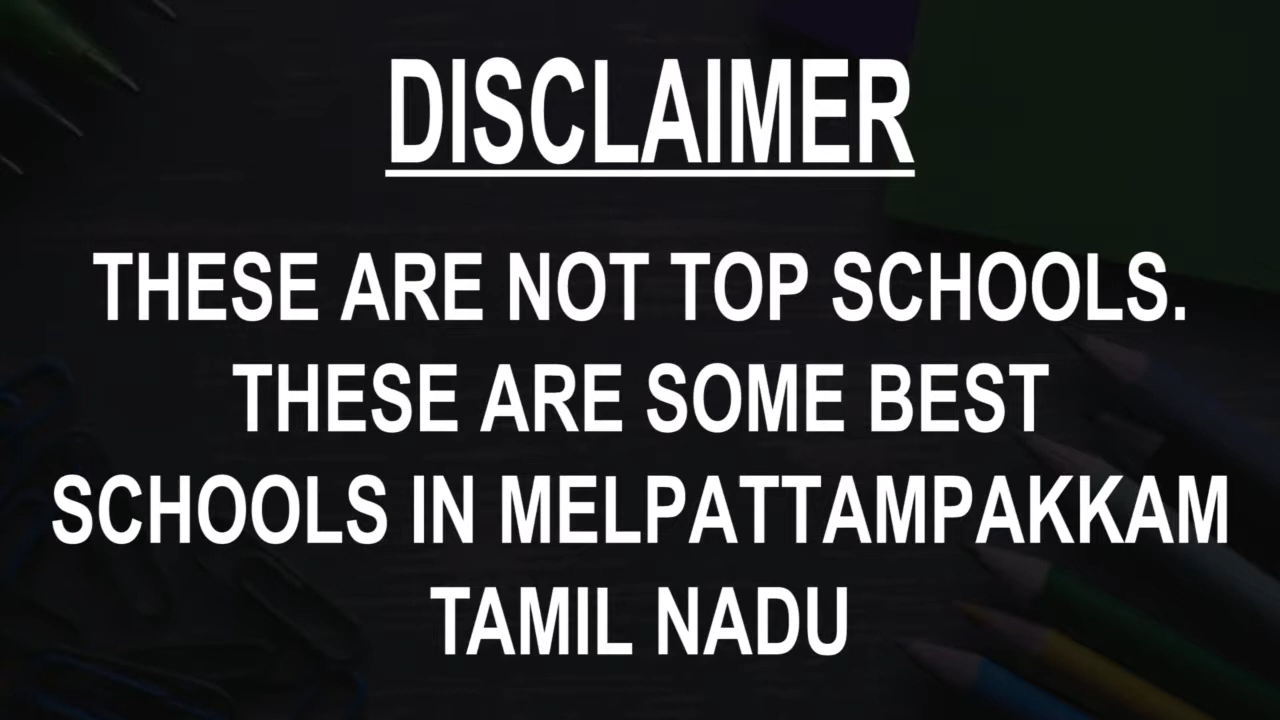 DISCLAIMER
THESE ARE NOT TOP SCHOOLS.
THESE ARE SOME BEST
SCHOOLS IN MELPATTAMPAKKAM
TAMIL NADU